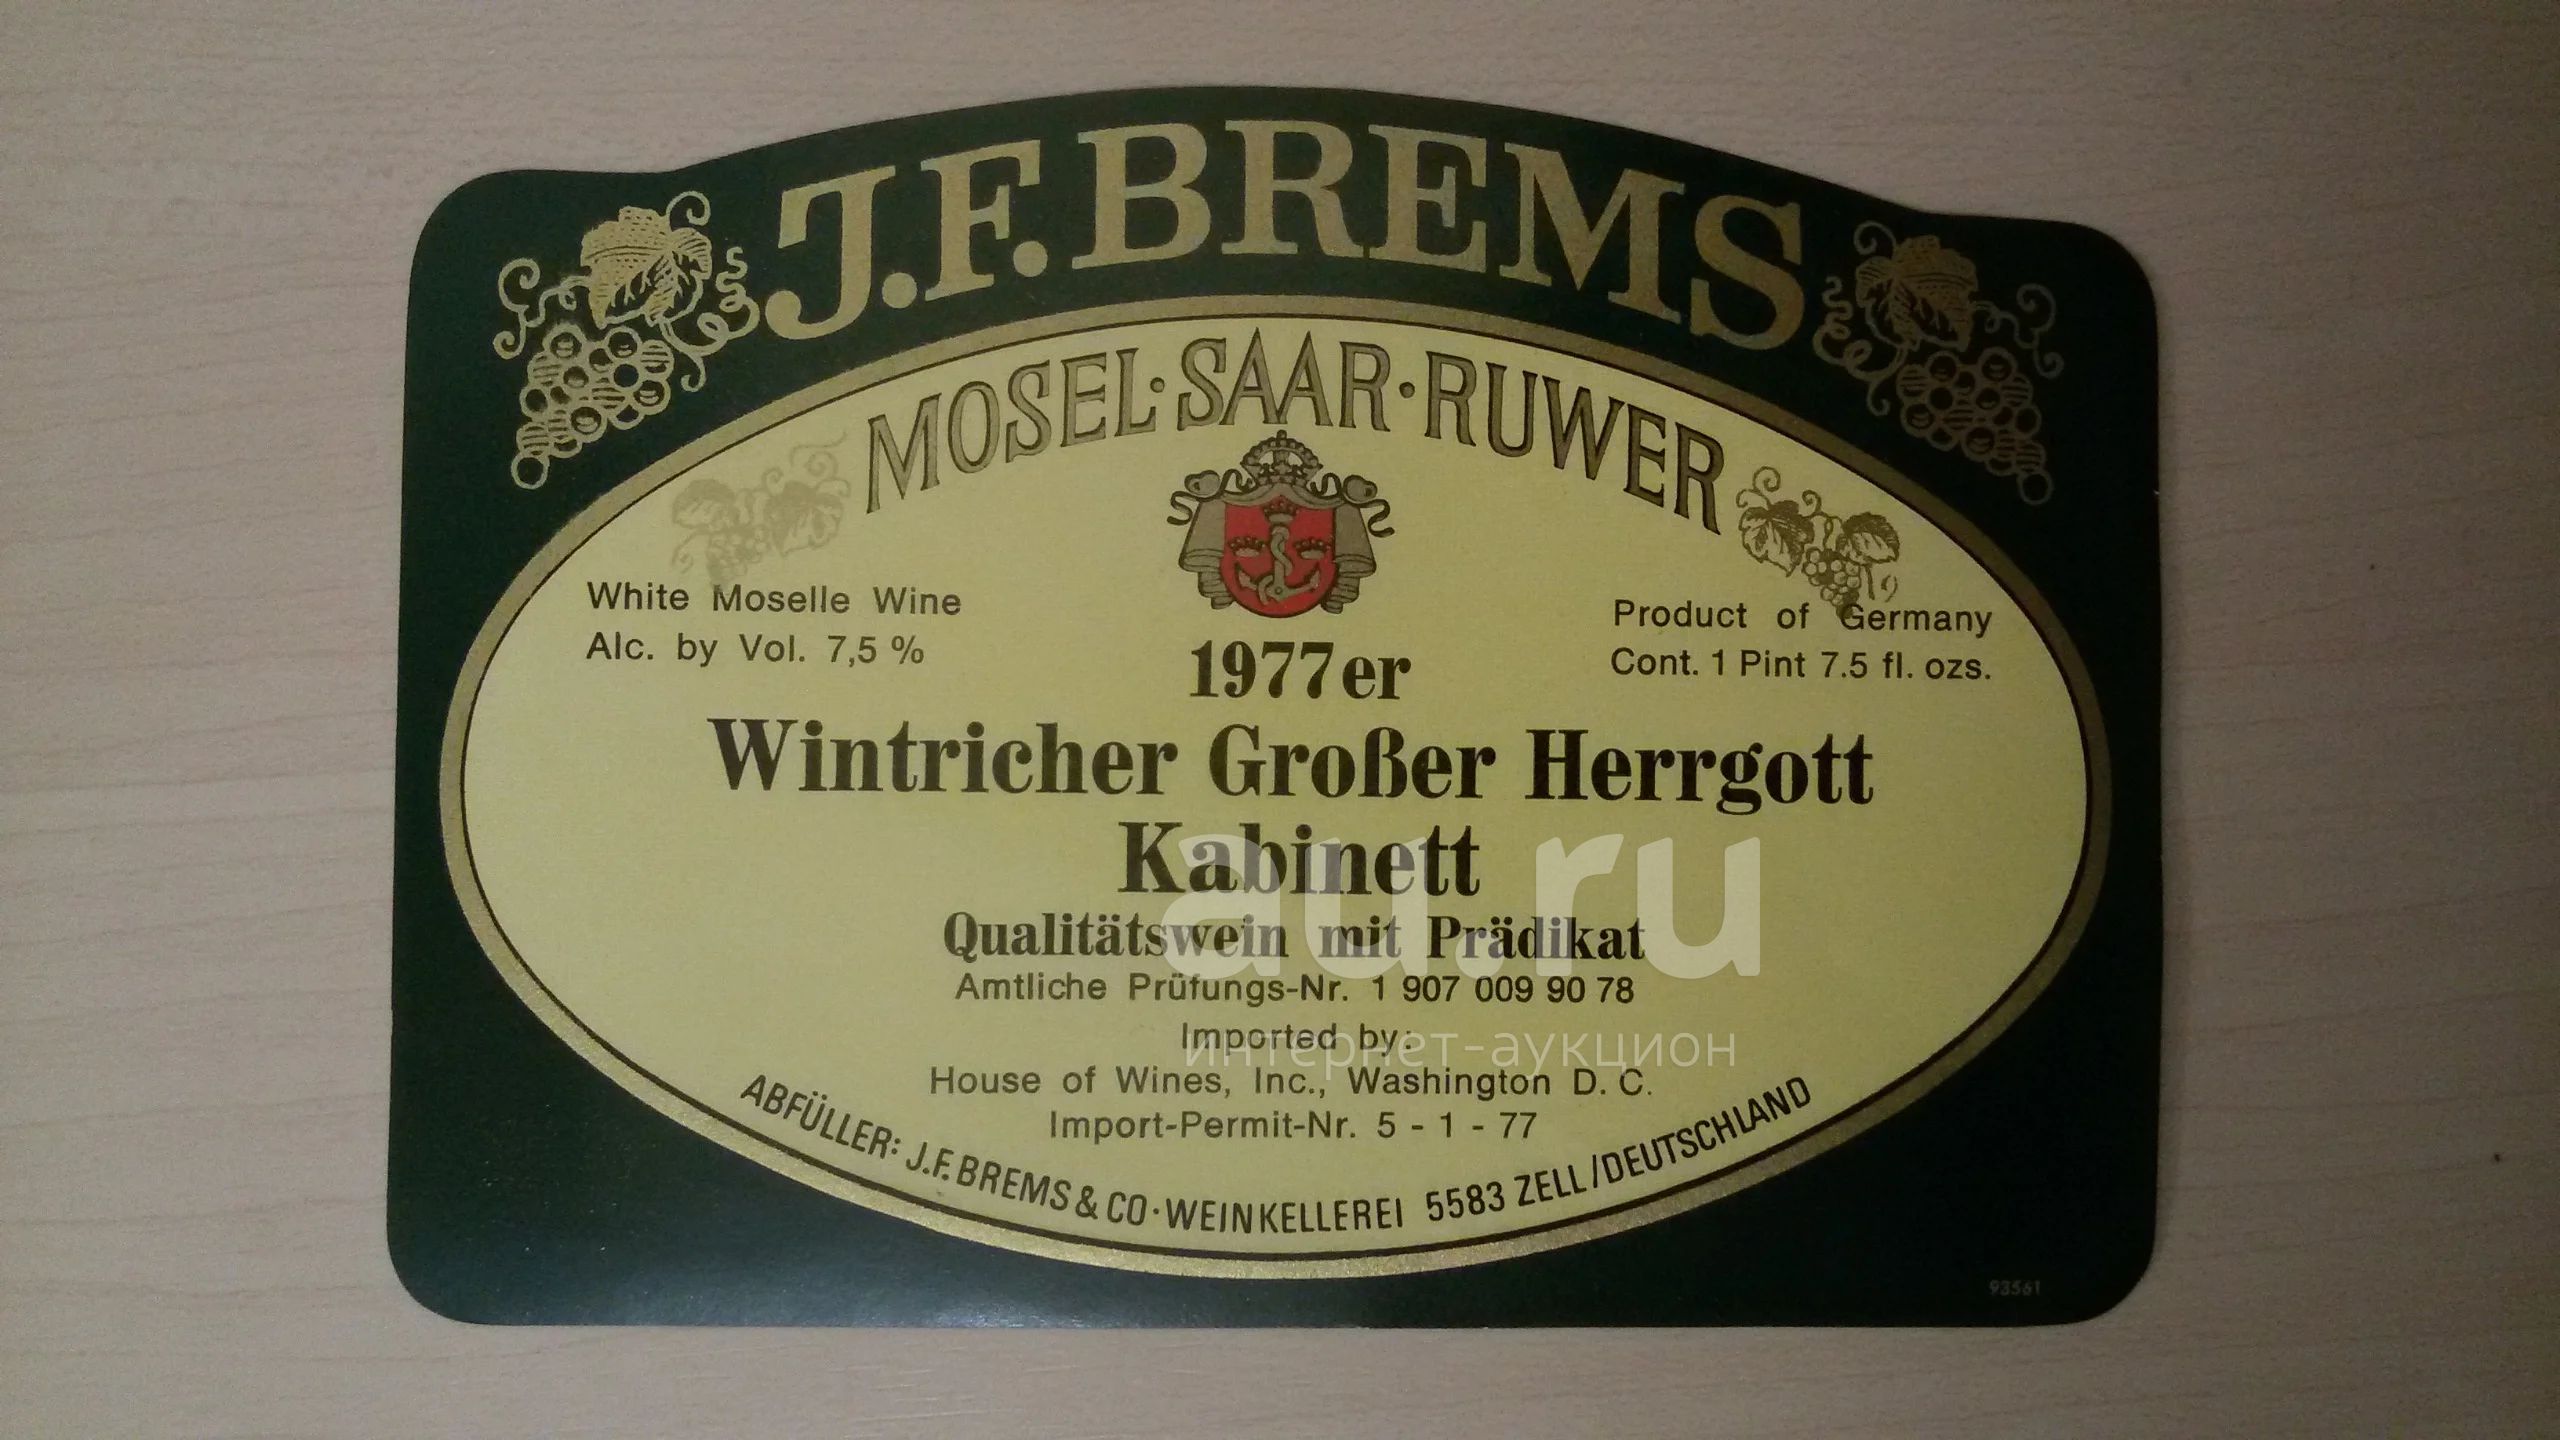 J.F. BREMS
MOSEL·SAAR·RUWER
White Moselle Wine
Alc. by Vol. 7,5 %
Product of Germany
Cont. 1 Pint 7.5 fl. ozs.
1977er
Wintricher Großer Herrgott
Kabinett
Qualitätswein mit Prädikat
Amtliche Prüfungs-Nr. 1 907 009 90 78
Imported by:
House of Wines, Inc., Washington D. C.
Import-Permit-Nr. 5 - 1 - 77
ABFÜLLER: J.F. BREMS & CO · WEINKELLEREI 5583 ZELL/DEUTSCHLAND
93561
au.ru
интернет-аукцион